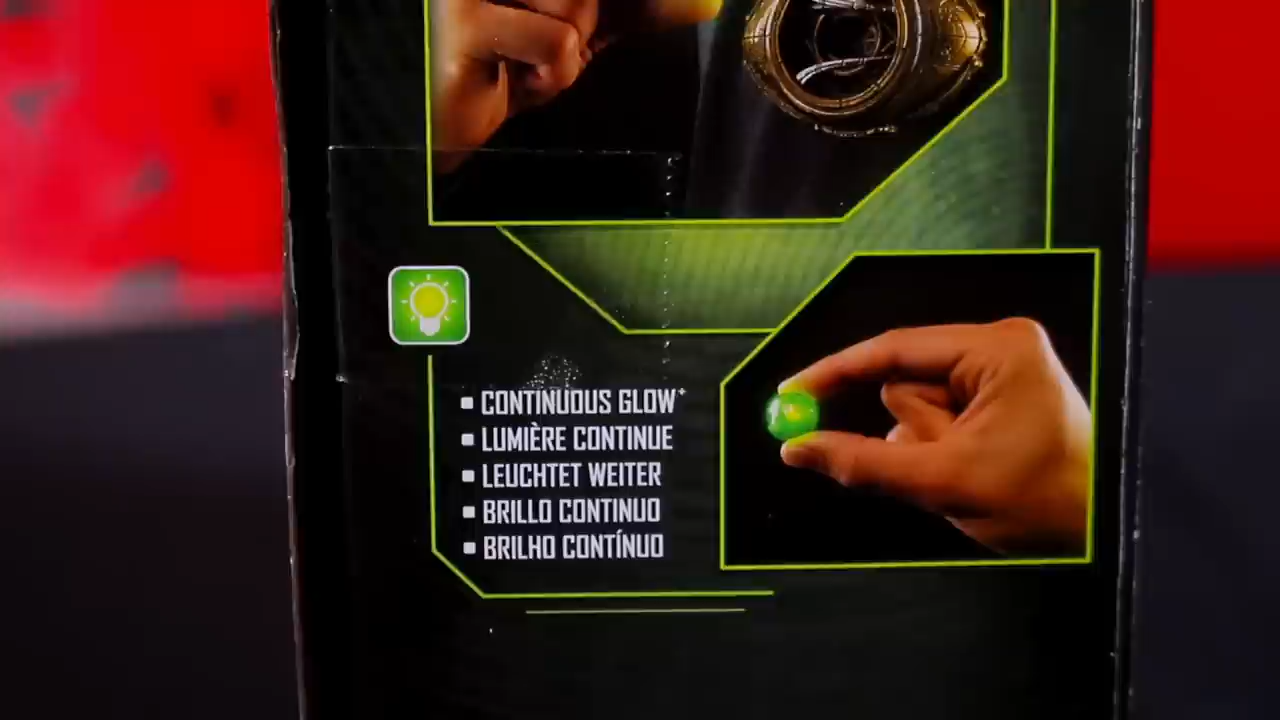 CONTINUOUS GLOW+
LUMIÈRE CONTINUE
LEUCHTET WEITER
BRILLO CONTINUO
BRILHO CONTÍNUO